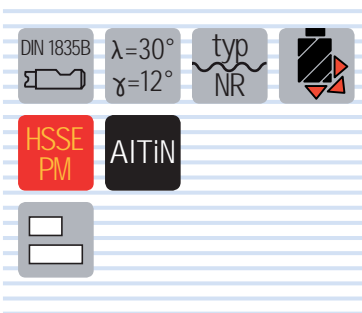 DIN 1835B
λ=30°
γ=12°
typ
NR
HSSE
PM
AlTiN